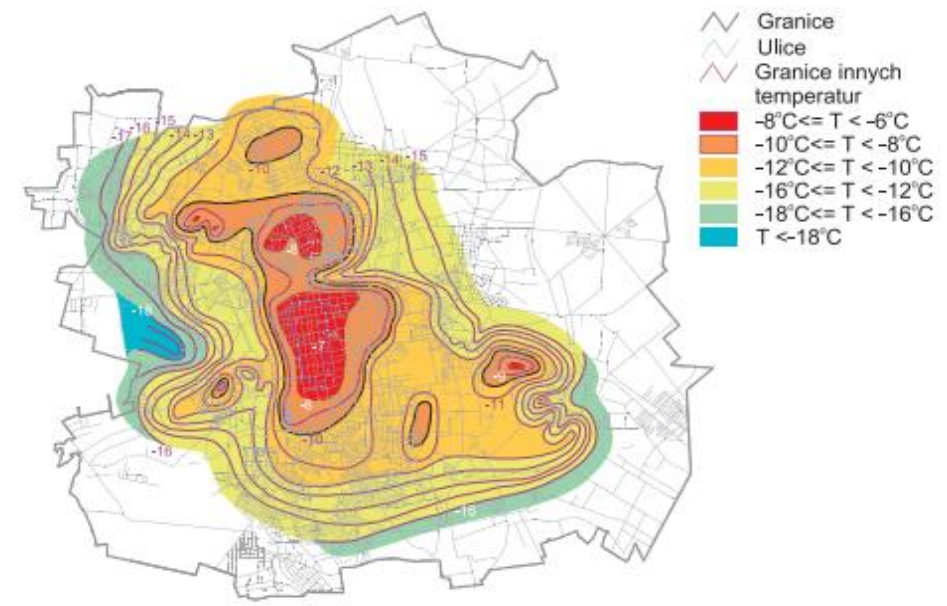 Granice
Ulice
Granice innych
temperatur
-8°C<= T < -6°C
-10°C<= T < -8°C
-12°C<= T < -10°C
-16°C<= T < -12°C
-18°C<= T < -16°C
T <-18°C
-17 -16 -15 -14 -13
-10
-12 -13 -14 -15
-18
-7
-11
-10
-16
-16